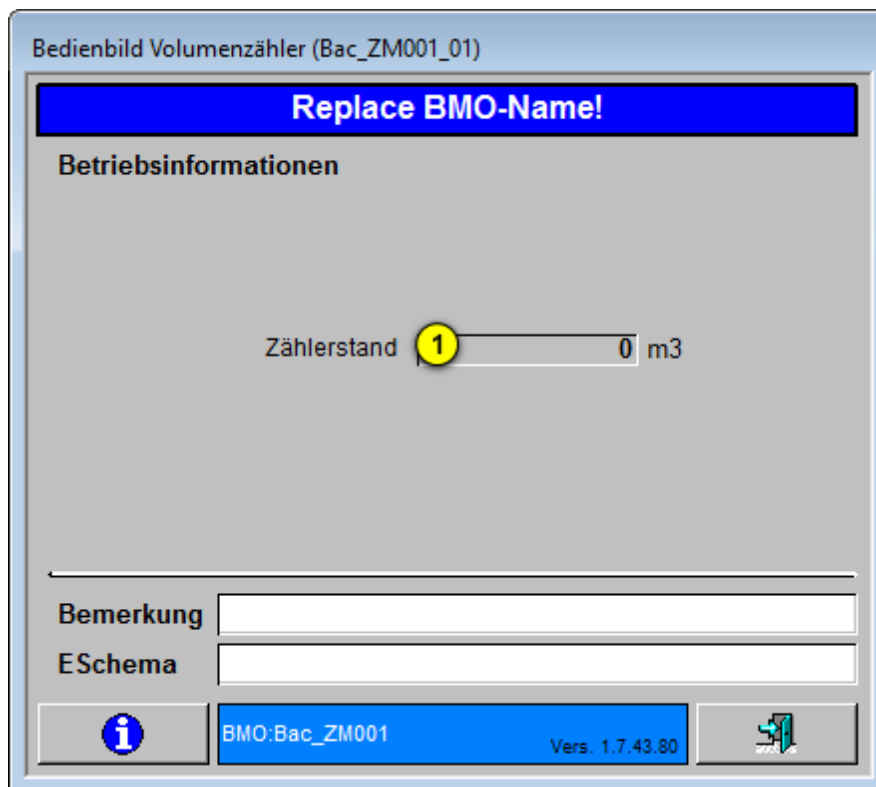 Bedienbild Volumenzähler (Bac_ZM001_01)
Replace BMO-Name!
Betriebsinformationen
Zählerstand 1 0 m3
Bemerkung
ESchema
BMO:Bac_ZM001 Vers. 1.7.43.80